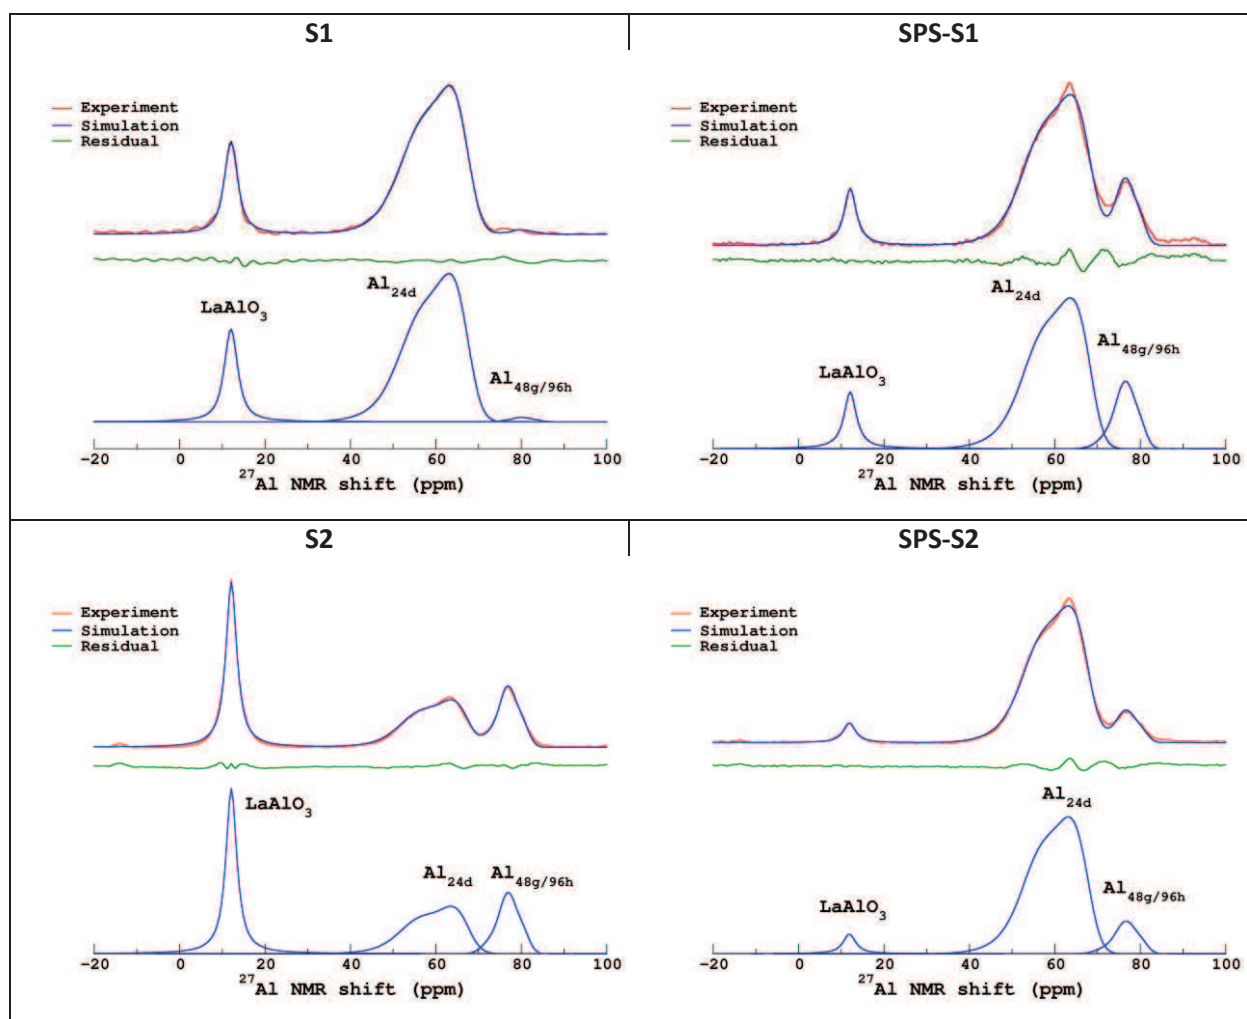 S1
SPS-S1
Experiment
Simulation
Residual
LaAlO3
Al24d
Al48g/96h
-20 0 20 40 60 80 100
27Al NMR shift (ppm)
Experiment
Simulation
Residual
LaAlO3
Al24d
Al48g/96h
-20 0 20 40 60 80 100
27Al NMR shift (ppm)
S2
SPS-S2
Experiment
Simulation
Residual
LaAlO3
Al24d
Al48g/96h
-20 0 20 40 60 80 100
27Al NMR shift (ppm)
Experiment
Simulation
Residual
LaAlO3
Al24d
Al48g/96h
-20 0 20 40 60 80 100
27Al NMR shift (ppm)